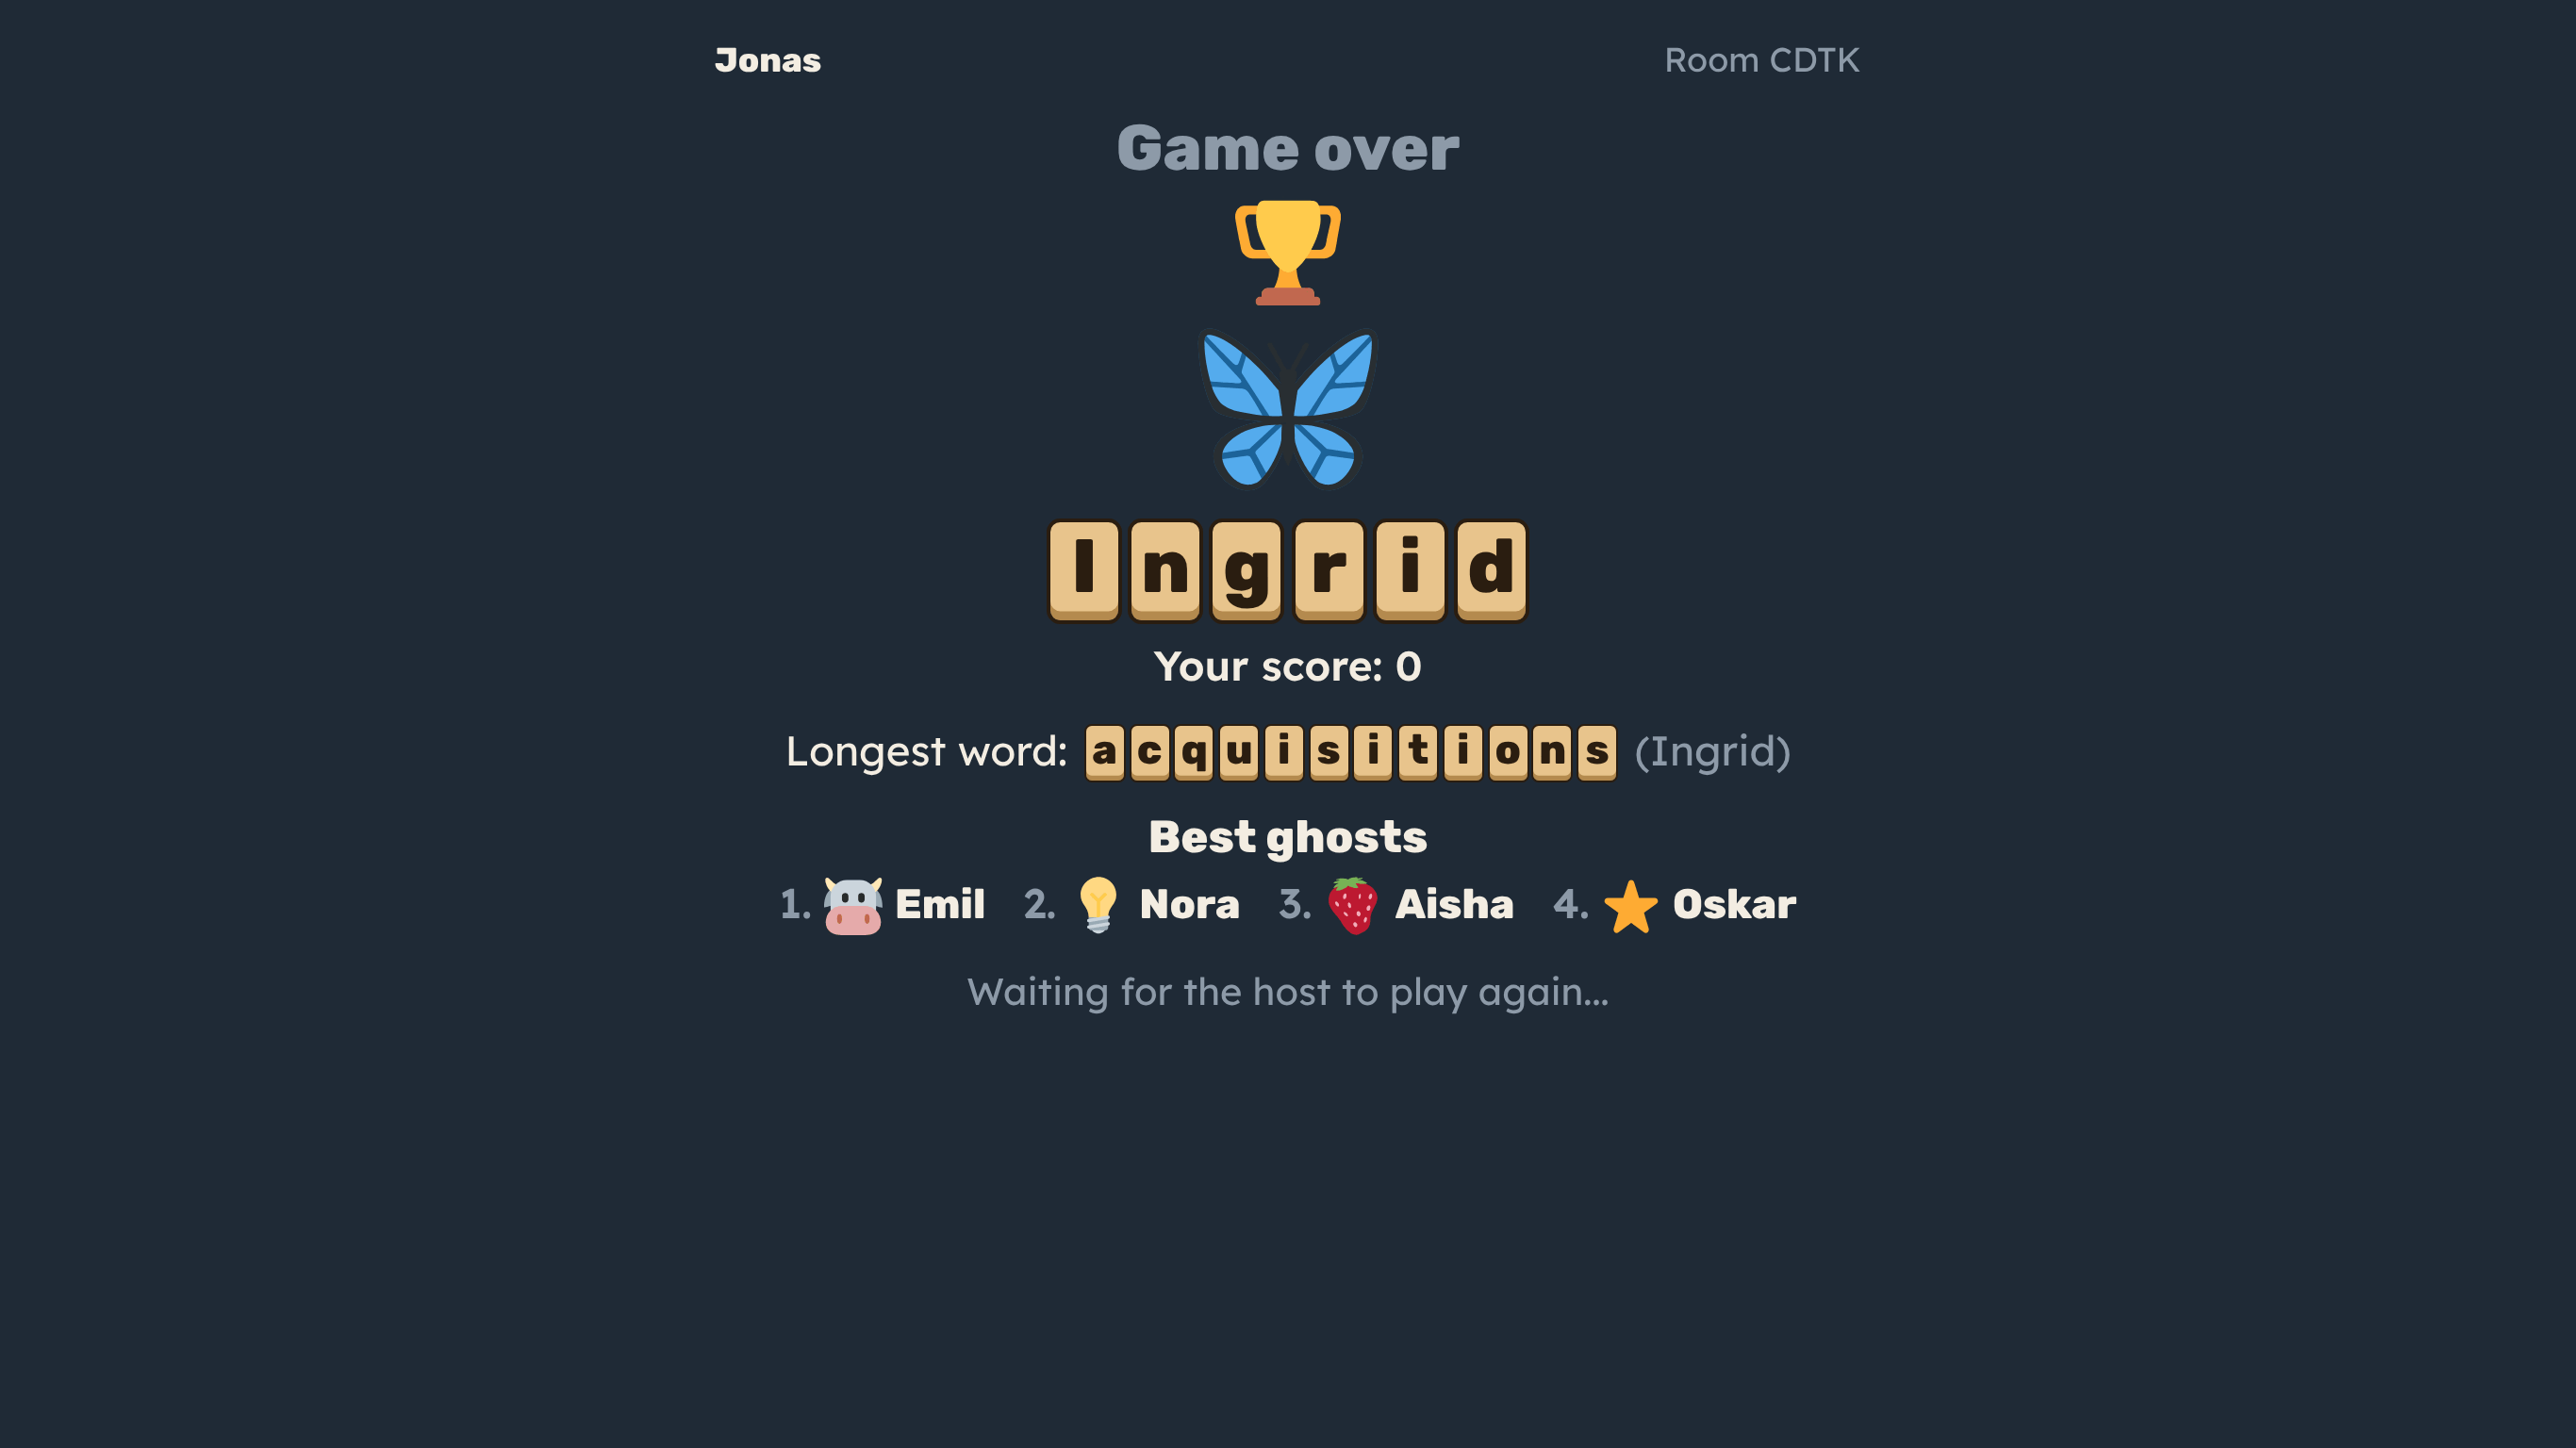 Jonas Room CDTK
Game over
Ingrid
Your score: 0
Longest word: acquisitions (Ingrid)
Best ghosts
1. Emil 2. Nora 3. Aisha 4. Oskar
Waiting for the host to play again...